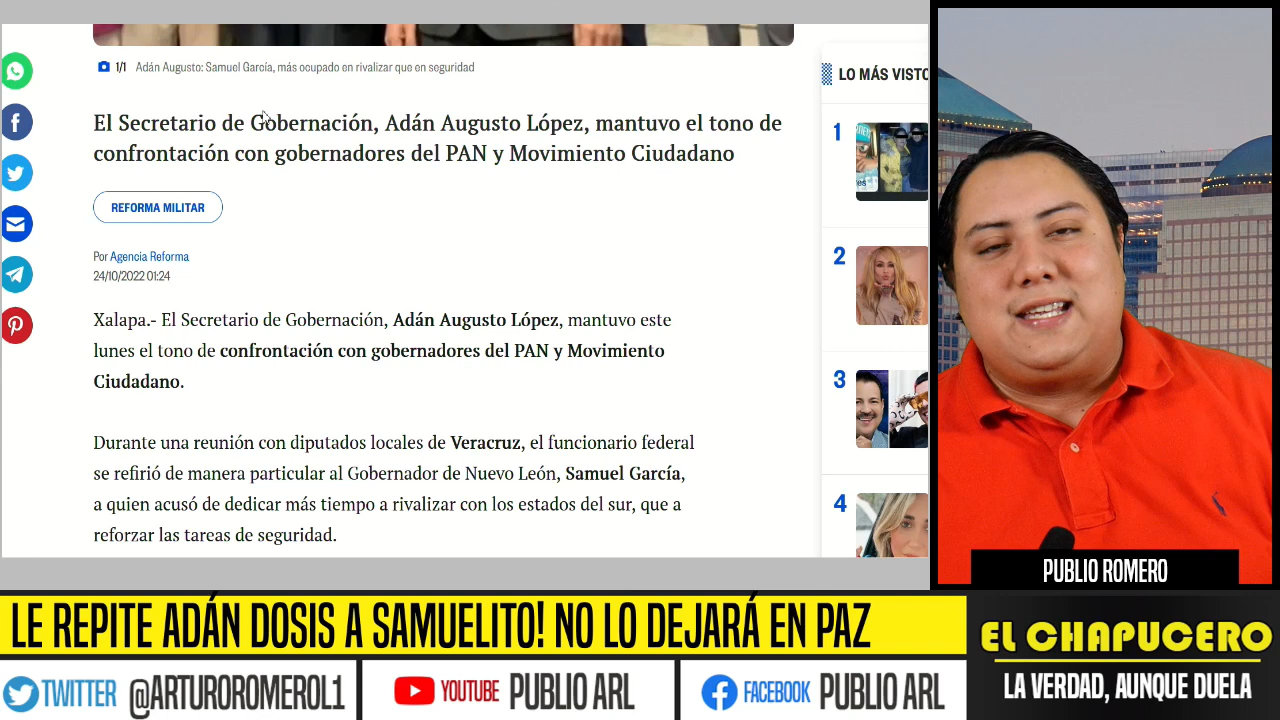 1/1 Adán Augusto: Samuel García, más ocupado en rivalizar que en seguridad
El Secretario de Gobernación, Adán Augusto López, mantuvo el tono de
confrontación con gobernadores del PAN y Movimiento Ciudadano
REFORMA MILITAR
Por Agencia Reforma
24/10/2022 01:24
Xalapa.- El Secretario de Gobernación, Adán Augusto López, mantuvo este
lunes el tono de confrontación con gobernadores del PAN y Movimiento
Ciudadano.
Durante una reunión con diputados locales de Veracruz, el funcionario federal
se refirió de manera particular al Gobernador de Nuevo León, Samuel García,
a quien acusó de dedicar más tiempo a rivalizar con los estados del sur, que a
reforzar las tareas de seguridad.
LO MÁS VISTO
1
2
3
4
PUBLIO ROMERO
LE REPITE ADÁN DOSIS A SAMUELITO! NO LO DEJARÁ EN PAZ
EL CHAPUCERO
LA VERDAD, AUNQUE DUELA
TWITTER @ARTUROROMEROL1
YOUTUBE PUBLIO ARL
FACEBOOK PUBLIO ARL